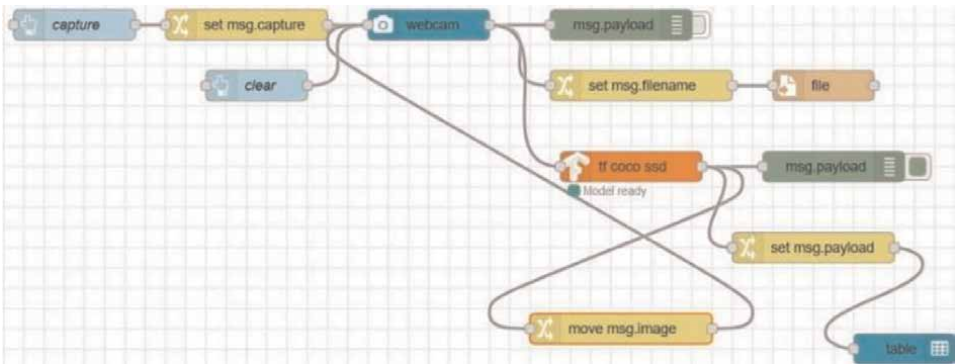 capture
set msg.capture
webcam
msg.payload
clear
set msg.filename
file
tf coco ssd
msg.payload
Model ready
set msg.payload
move msg.image
table